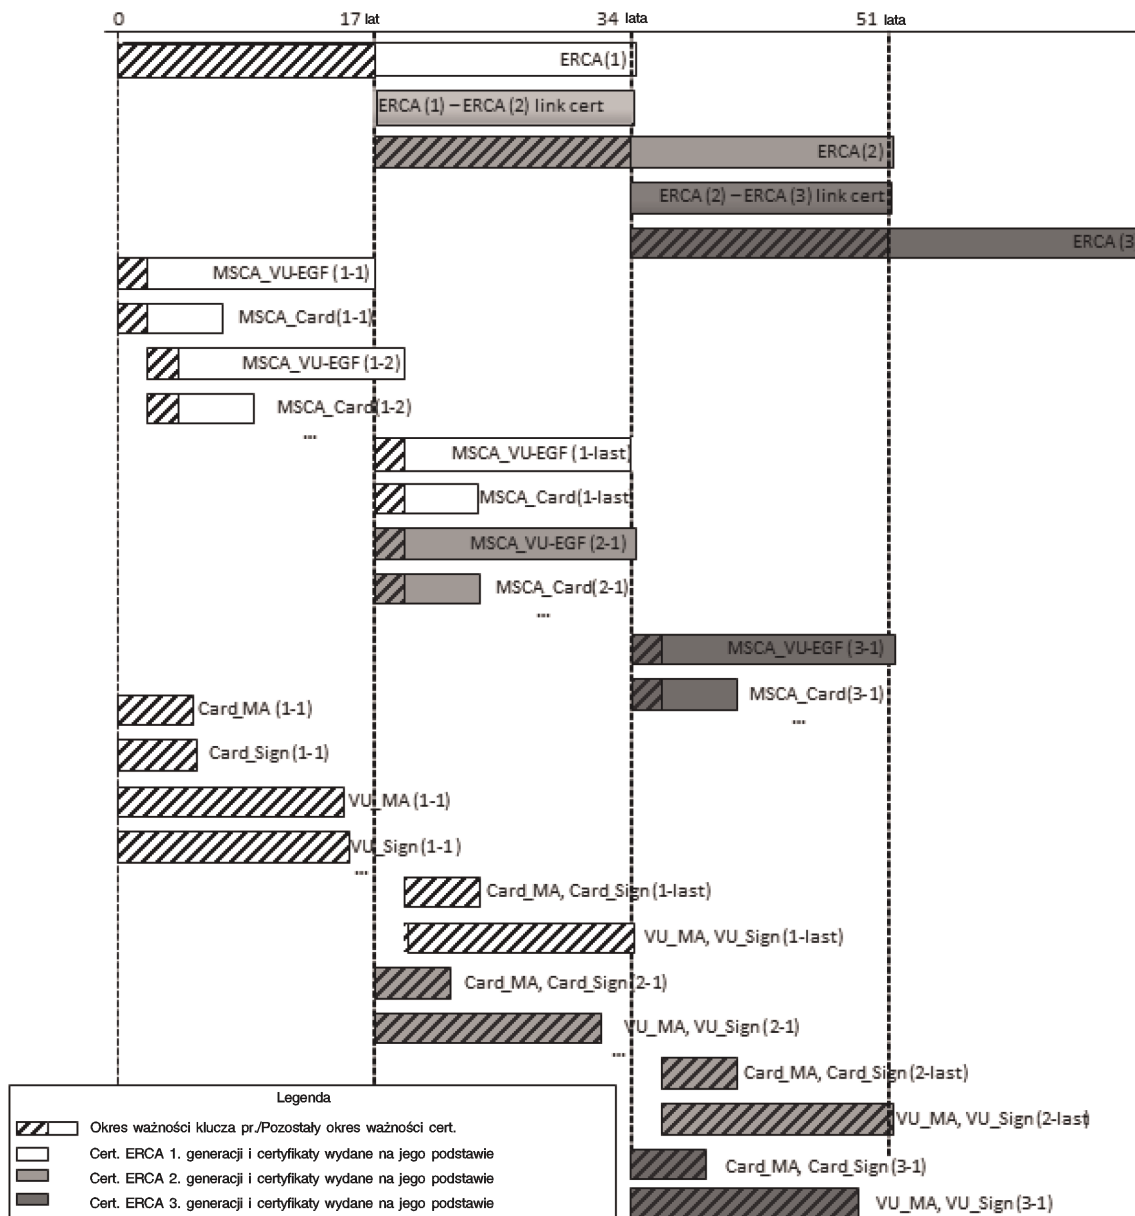 0 17 lat 34 lata 51 lata
ERCA (1)
ERCA (1) – ERCA (2) link cert
ERCA (2)
ERCA (2) – ERCA (3) link cert
ERCA (3
MSCA_VU-EGF (1-1)
MSCA_Card(1-1)
MSCA_VU-EGF (1-2)
MSCA_Card(1-2)
...
MSCA_VU-EGF (1-last)
MSCA_Card(1-last
MSCA_VU-EGF (2-1)
MSCA_Card(2-1)
...
MSCA_VU-EGF (3-1)
MSCA_Card(3-1)
...
Card_MA (1-1)
Card_Sign (1-1)
VU_MA (1-1)
VU_Sign (1-1)
...
Card_MA, Card_Sign (1-last)
VU_MA, VU_Sign (1-last)
Card_MA, Card_Sign (2-1)
VU_MA, VU_Sign (2-1)
...
Card_MA, Card_Sign (2-last)
VU_MA, VU_Sign (2-last)
Card_MA, Card_Sign (3-1)
VU_MA, VU_Sign (3-1)
Legenda
Okres ważności klucza pr./Pozostały okres ważności cert.
Cert. ERCA 1. generacji i certyfikaty wydane na jego podstawie
Cert. ERCA 2. generacji i certyfikaty wydane na jego podstawie
Cert. ERCA 3. generacji i certyfikaty wydane na jego podstawie